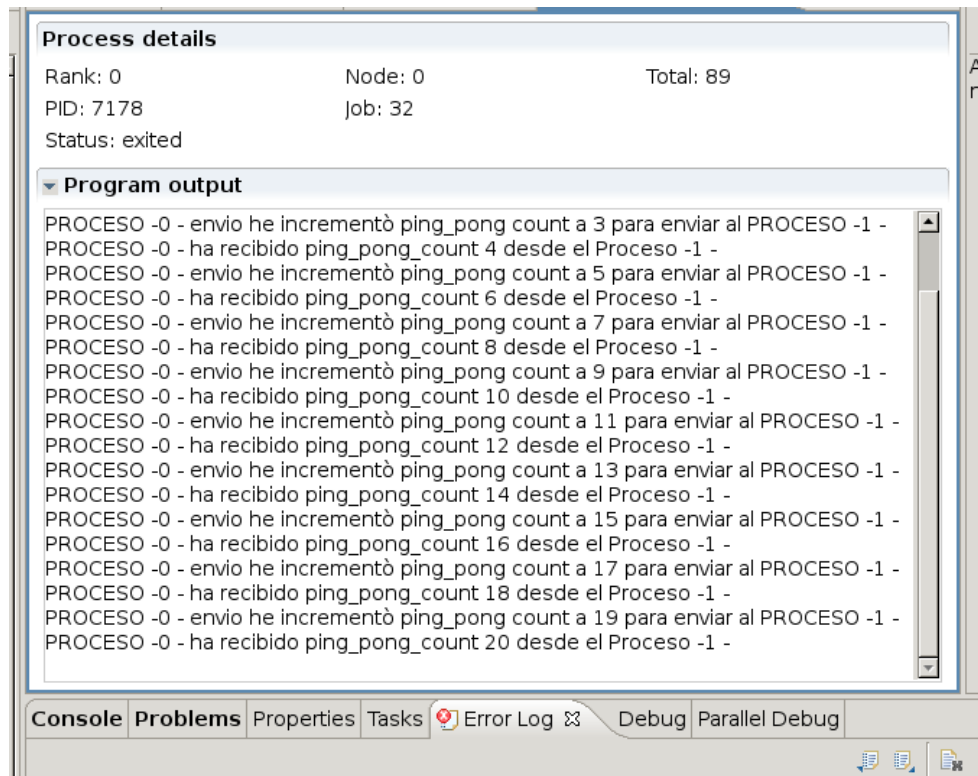 Process details
Rank: 0 Node: 0 Total: 89
PID: 7178 Job: 32
Status: exited
Program output
PROCESO -0 - envio he incrementò ping_pong count a 3 para enviar al PROCESO -1 -
PROCESO -0 - ha recibido ping_pong_count 4 desde el Proceso -1 -
PROCESO -0 - envio he incrementò ping_pong count a 5 para enviar al PROCESO -1 -
PROCESO -0 - ha recibido ping_pong_count 6 desde el Proceso -1 -
PROCESO -0 - envio he incrementò ping_pong count a 7 para enviar al PROCESO -1 -
PROCESO -0 - ha recibido ping_pong_count 8 desde el Proceso -1 -
PROCESO -0 - envio he incrementò ping_pong count a 9 para enviar al PROCESO -1 -
PROCESO -0 - ha recibido ping_pong_count 10 desde el Proceso -1 -
PROCESO -0 - envio he incrementò ping_pong count a 11 para enviar al PROCESO -1 -
PROCESO -0 - ha recibido ping_pong_count 12 desde el Proceso -1 -
PROCESO -0 - envio he incrementò ping_pong count a 13 para enviar al PROCESO -1 -
PROCESO -0 - ha recibido ping_pong_count 14 desde el Proceso -1 -
PROCESO -0 - envio he incrementò ping_pong count a 15 para enviar al PROCESO -1 -
PROCESO -0 - ha recibido ping_pong_count 16 desde el Proceso -1 -
PROCESO -0 - envio he incrementò ping_pong count a 17 para enviar al PROCESO -1 -
PROCESO -0 - ha recibido ping_pong_count 18 desde el Proceso -1 -
PROCESO -0 - envio he incrementò ping_pong count a 19 para enviar al PROCESO -1 -
PROCESO -0 - ha recibido ping_pong_count 20 desde el Proceso -1 -
Console Problems Properties Tasks Error Log Debug Parallel Debug